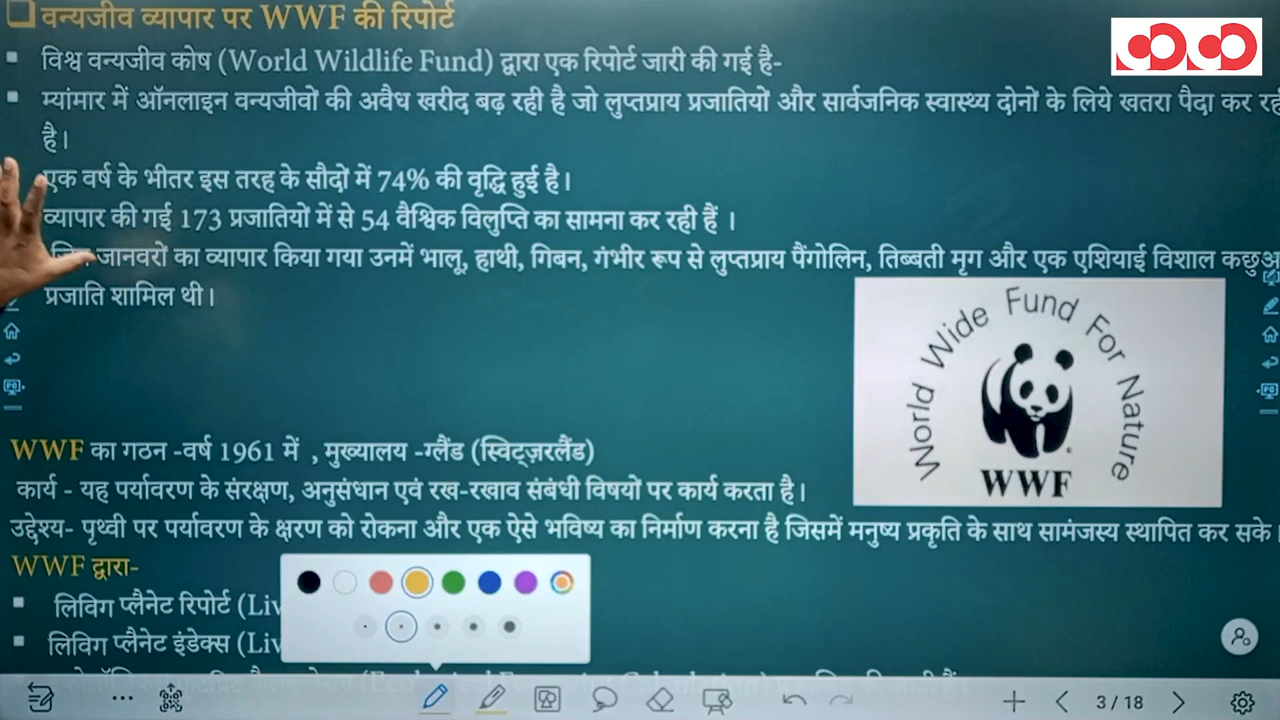 वन्यजीव व्यापार पर WWF की रिपोर्ट
विश्व वन्यजीव कोष (World Wildlife Fund) द्वारा एक रिपोर्ट जारी की गई है-
म्यांमार में ऑनलाइन वन्यजीवों की अवैध खरीद बढ़ रही है जो लुप्तप्राय प्रजातियों और सार्वजनिक स्वास्थ्य दोनों के लिये खतरा पैदा कर
है।
एक वर्ष के भीतर इस तरह के सौदों में 74% की वृद्धि हुई है।
व्यापार की गई 173 प्रजातियों में से 54 वैश्विक विलुप्ति का सामना कर रही हैं ।
जानवरों का व्यापार किया गया उनमें भालू, हाथी, गिबन, गंभीर रूप से लुप्तप्राय पैंगोलिन, तिब्बती मृग और एक एशियाई विशाल
प्रजाति शामिल थी।
World Wide Fund For Nature
WWF
WWF का गठन -वर्ष 1961 में , मुख्यालय -ग्लैंड (स्विट्ज़रलैंड)
कार्य - यह पर्यावरण के संरक्षण, अनुसंधान एवं रख-रखाव संबंधी विषयों पर कार्य करता है।
उद्देश्य- पृथ्वी पर पर्यावरण के क्षरण को रोकना और एक ऐसे भविष्य का निर्माण करना है जिसमें मनुष्य प्रकृति के साथ सामंजस्य स्थापित कर सके।
WWF द्वारा-
लिविग प्लैनेट रिपोर्ट (Liv
लिविग प्लैनेट इंडेक्स (Liv
3 / 18